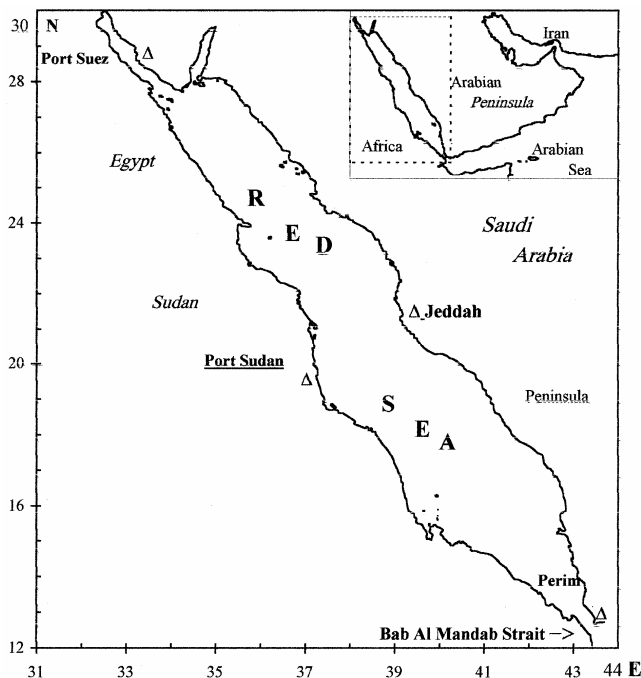 30
N
Port Suez
Δ
Iran
28
Arabian
Peninsula
Egypt
Africa
Arabian
Sea
R
E
D
24
Saudi
Arabia
Sudan
Δ Jeddah
20
Port Sudan
Δ
S
E
A
Peninsula
16
Perim
Δ
Bab Al Mandab Strait ->
12
31 33 35 37 39 41 43 44 E